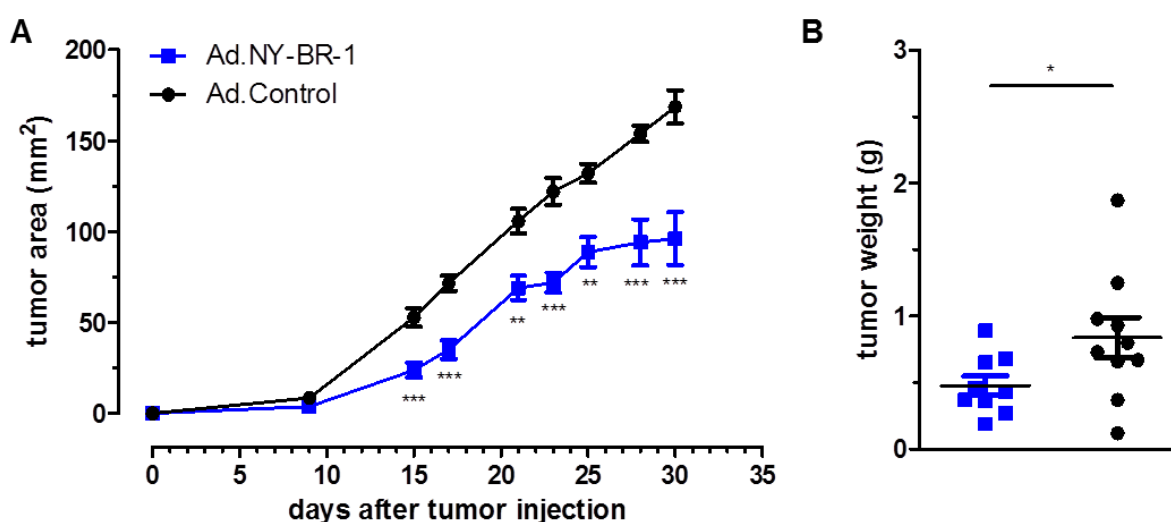 A
Ad.NY-BR-1
Ad.Control
tumor area (mm²)
200
150
100
50
0
***
***
**
***
**
***
***
0 5 10 15 20 25 30 35
days after tumor injection
B
tumor weight (g)
3
2
1
0
*